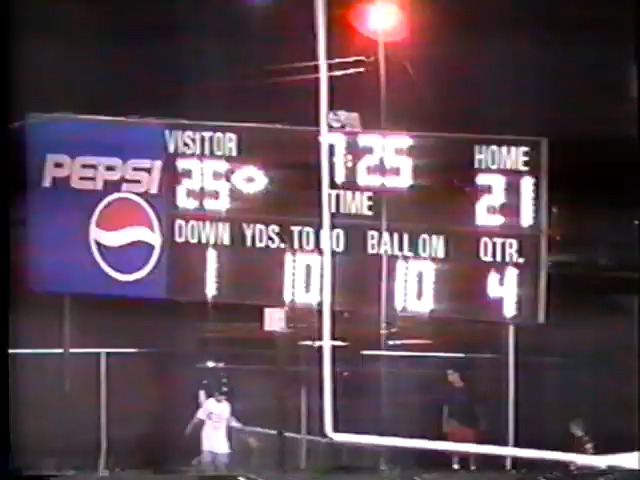 VISITOR
PEPSI
7:25
HOME
25
TIME
21
DOWN YDS. TO GO BALL ON QTR.
1 10 10 4